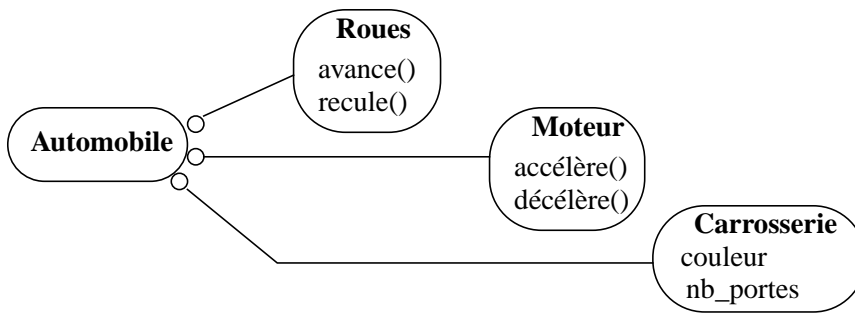 Roues
avance()
recule()
Automobile
Moteur
accélère()
décélère()
Carrosserie
couleur
nb_portes